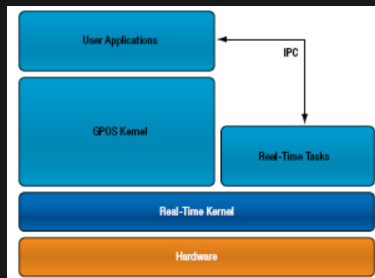 User Applications
IPC
GPOS Kernel
Real-Time Tasks
Real-Time Kernel
Hardware